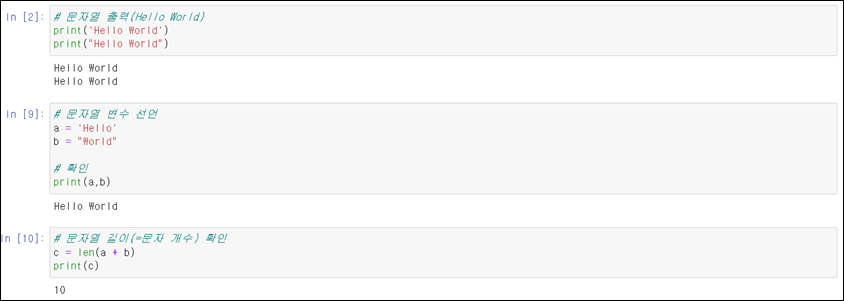 In [2]: # 문자열 출력(Hello World)
print('Hello World')
print("Hello World")
Hello World
Hello World
In [9]: # 문자열 변수 선언
a = 'Hello'
b = "World"
# 확인
print(a,b)
Hello World
In [10]: # 문자열 길이(=문자 개수) 확인
c = len(a + b)
print(c)
10